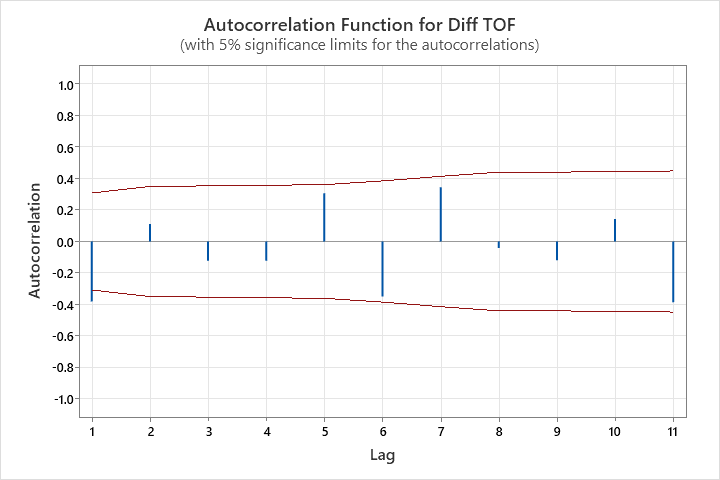 Autocorrelation Function for Diff TOF
(with 5% significance limits for the autocorrelations)
Autocorrelation
1.0
0.8
0.6
0.4
0.2
0.0
-0.2
-0.4
-0.6
-0.8
-1.0
1 2 3 4 5 6 7 8 9 10 11
Lag